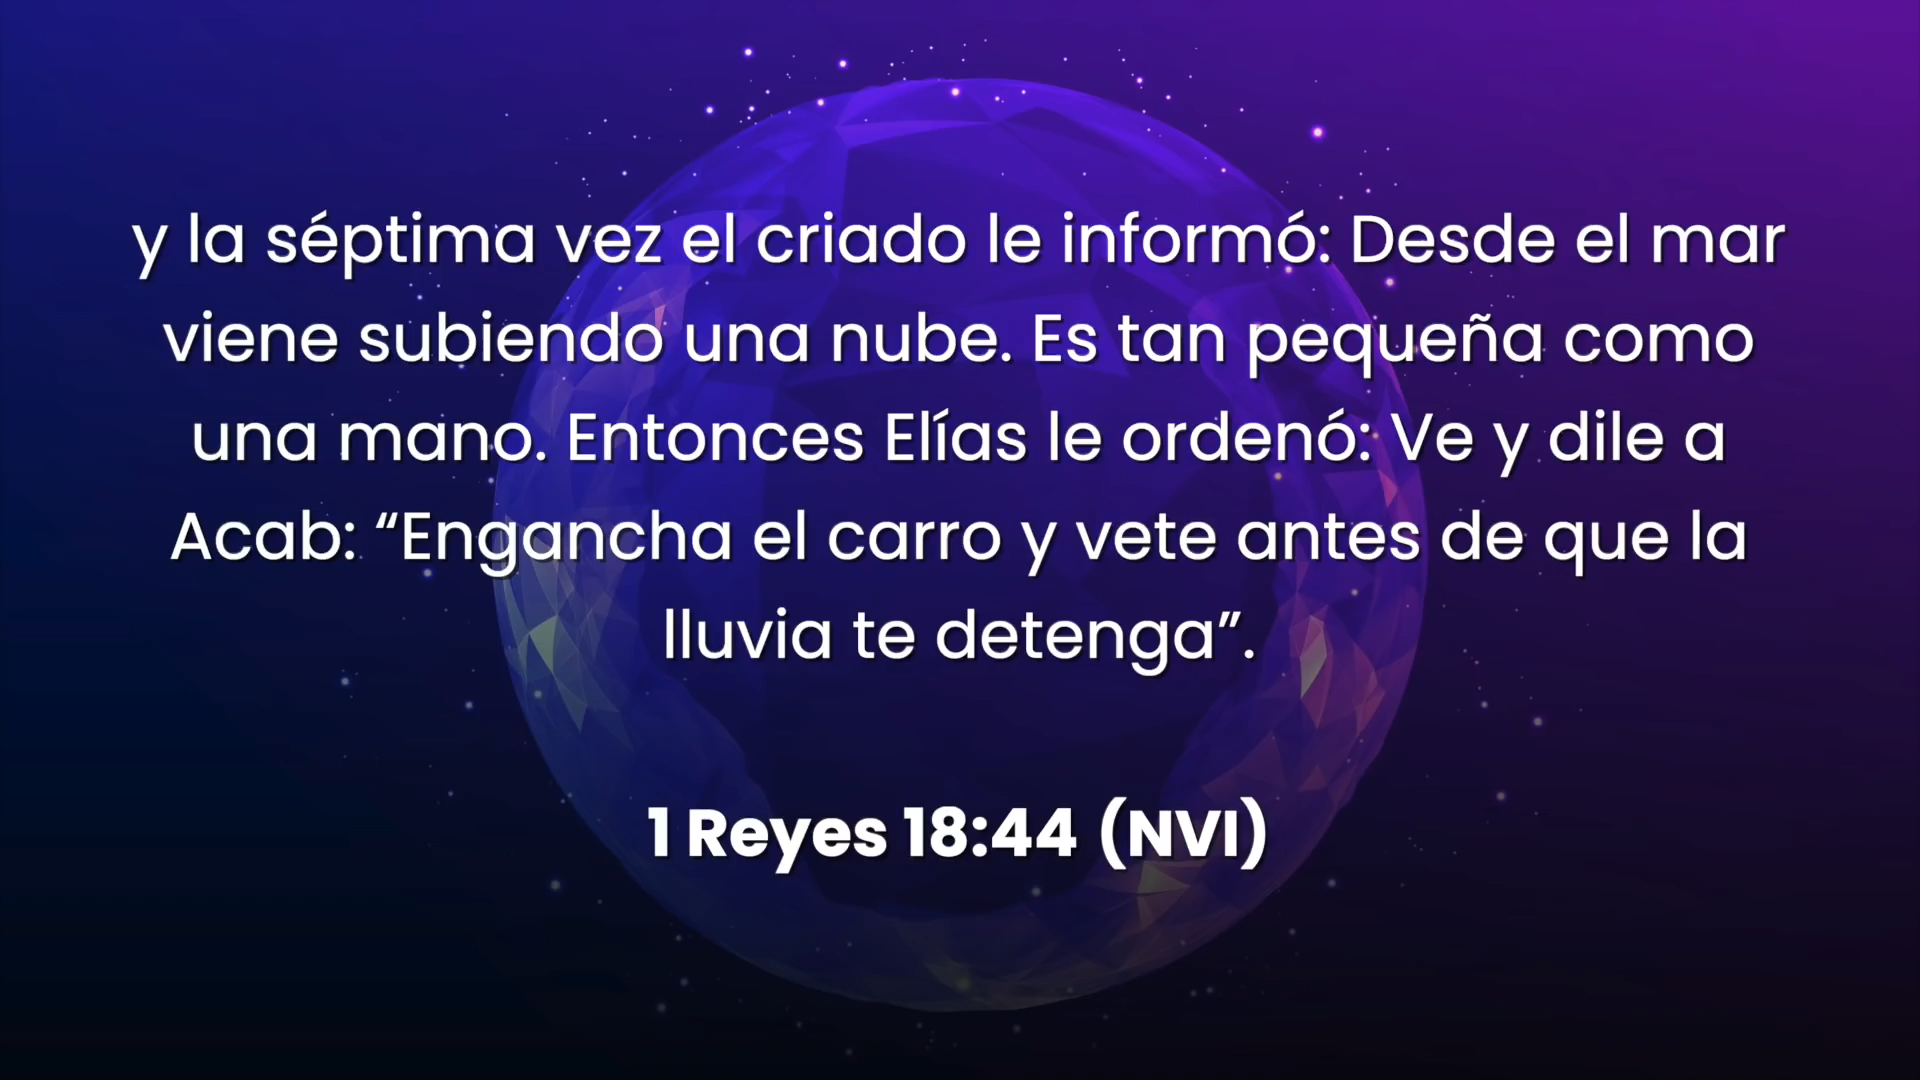 y la séptima vez el criado le informó: Desde el mar
viene subiendo una nube. Es tan pequeña como
una mano. Entonces Elías le ordenó: Ve y dile a
Acab: “Engancha el carro y vete antes de que la
lluvia te detenga”.
1 Reyes 18:44 (NVI)